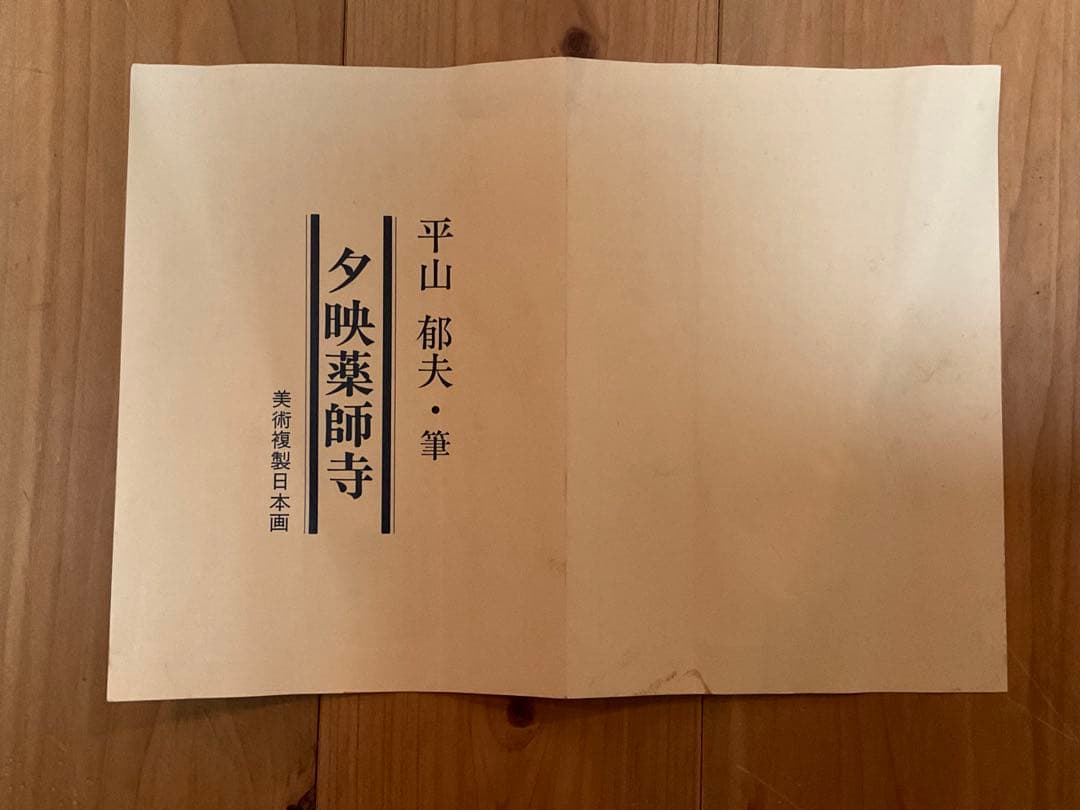 平山 郁夫・筆
夕映薬師寺
美術複製日本画